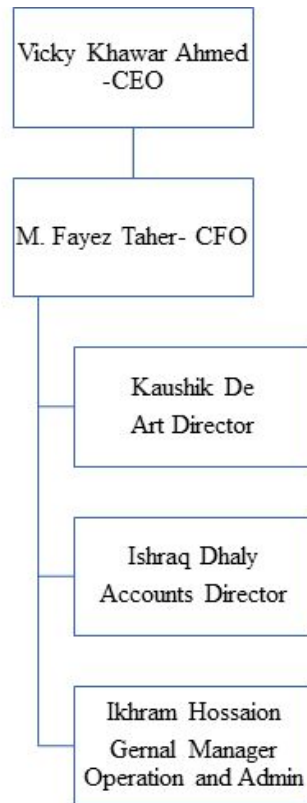 Vicky Khawar Ahmed
-CEO
M. Fayez Taher- CFO
Kaushik De
Art Director
Ishraq Dhaly
Accounts Director
Ikhram Hossaion
Gernal Manager
Operation and Admin